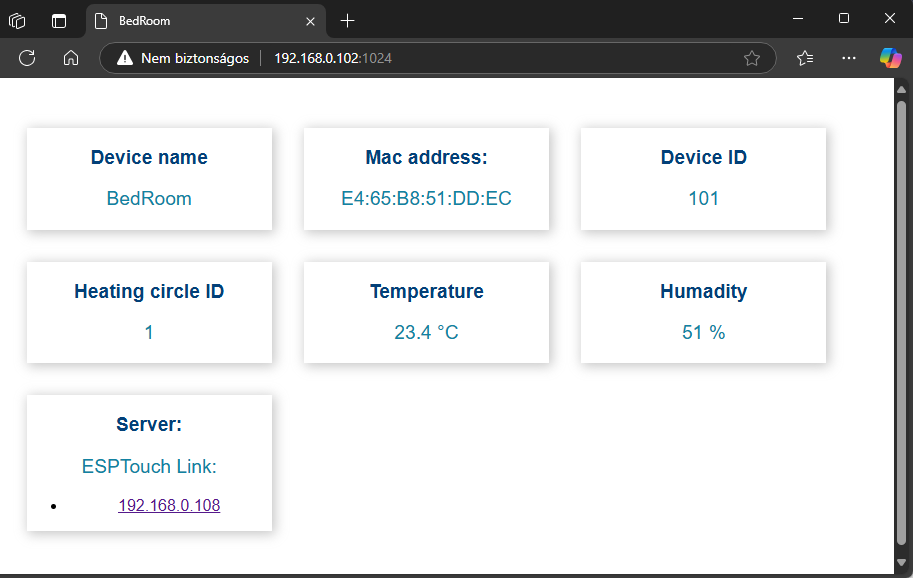 BedRoom
Nem biztonságos
192.168.0.102:1024
Device name
BedRoom
Mac address:
E4:65:B8:51:DD:EC
Device ID
101
Heating circle ID
1
Temperature
23.4 °C
Humadity
51 %
Server:
ESPTouch Link:
192.168.0.108